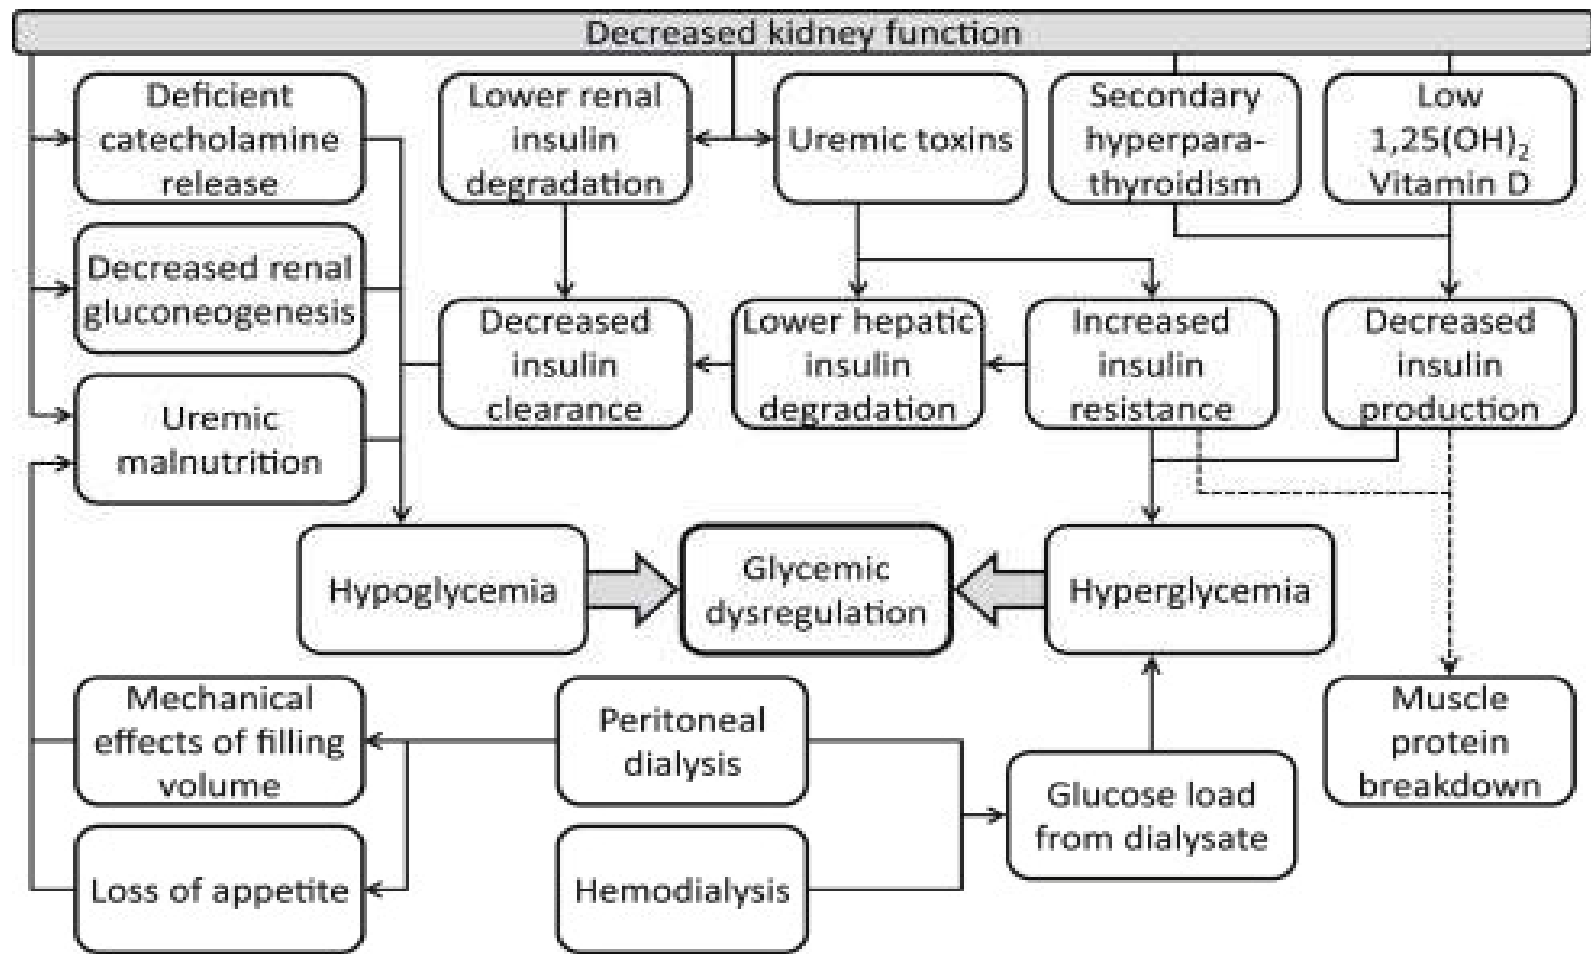 Decreased kidney function
Deficient
catecholamine
release
Lower renal
insulin
degradation
Uremic toxins
Secondary
hyperpara-
thyroidism
Low
1,25(OH)₂
Vitamin D
Decreased renal
gluconeogenesis
Decreased
insulin
clearance
Lower hepatic
insulin
degradation
Increased
insulin
resistance
Decreased
insulin
production
Uremic
malnutrition
Hypoglycemia
Glycemic
dysregulation
Hyperglycemia
Mechanical
effects of filling
volume
Peritoneal
dialysis
Glucose load
from dialysate
Muscle
protein
breakdown
Loss of appetite
Hemodialysis